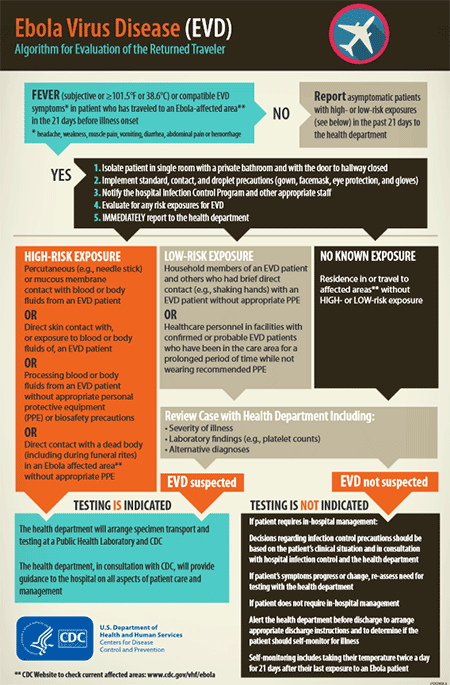 Ebola Virus Disease (EVD)
Algorithm for Evaluation of the Returned Traveler
FEVER (subjective or ≥101.5°F or 38.6°C) or compatible EVD
symptoms* in patient who has traveled to an Ebola-affected area**
in the 21 days before illness onset
* headache, weakness, muscle pain, vomiting, diarrhea, abdominal pain or hemorrhage
NO
Report asymptomatic patients
with high- or low-risk exposures
(see below) in the past 21 days to
the health department
YES
1. Isolate patient in single room with a private bathroom and with the door to hallway closed
2. Implement standard, contact, and droplet precautions (gown, facemask, eye protection, and gloves)
3. Notify the hospital Infection Control Program and other appropriate staff
4. Evaluate for any risk exposures for EVD
5. IMMEDIATELY report to the health department
HIGH-RISK EXPOSURE
Percutaneous (e.g., needle stick)
or mucous membrane
contact with blood or body
fluids from an EVD patient
OR
Direct skin contact with,
or exposure to blood or body
fluids of, an EVD patient
OR
Processing blood or body
fluids from an EVD patient
without appropriate personal
protective equipment
(PPE) or biosafety precautions
OR
Direct contact with a dead body
(including during funeral rites) in
an Ebola affected area**
without appropriate PPE
LOW-RISK EXPOSURE
Household members of an EVD patient
and others who had brief direct
contact (e.g., shaking hands) with an
EVD patient without appropriate PPE
OR
Healthcare personnel in facilities with
confirmed or probable EVD patients
who have been in the care area for a
prolonged period of time while not
wearing recommended PPE
NO KNOWN EXPOSURE
Residence in or travel to
affected areas** without
HIGH- or LOW-risk exposure
Review Case with Health Department Including:
• Severity of illness
• Laboratory findings (e.g., platelet counts)
• Alternative diagnoses
EVD suspected
EVD not suspected
TESTING IS INDICATED
The health department will arrange specimen transport and
testing at a Public Health Laboratory and CDC
The health department, in consultation with CDC, will provide
guidance to the hospital on all aspects of patient care and
management
TESTING IS NOT INDICATED
If patient requires in-hospital management:
Decisions regarding infection control precautions should be
based on the patient's clinical situation and in consultation
with hospital infection control and the health department
If patient's symptoms progress or change, re-assess need for
testing with the health department
If patient does not require in-hospital management
Alert the health department before discharge to arrange
appropriate discharge instructions and to determine if the
patient should self-monitor for illness
Self-monitoring includes taking their temperature twice a day
for 21 days after their last exposure to an Ebola patient
CDC
U.S. Department of
Health and Human Services
Centers for Disease
Control and Prevention
** CDC Website to check current affected areas: www.cdc.gov/vhf/ebola